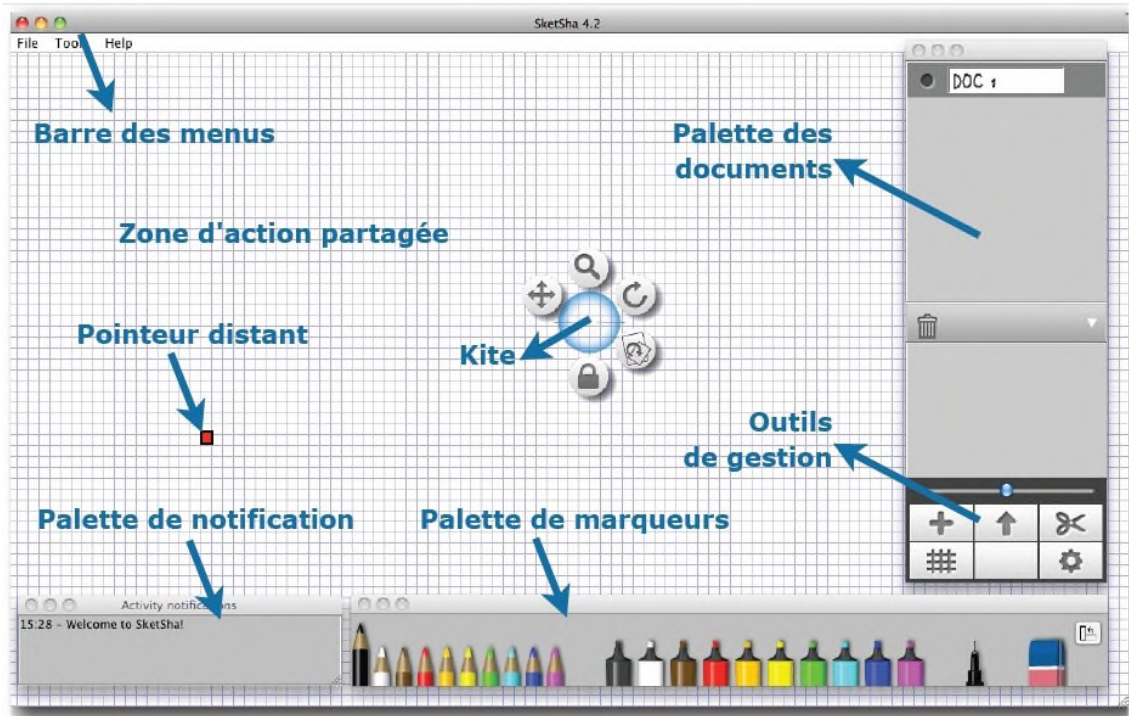 SketSha 4.2
File Tools Help
DOC 1
Barre des menus
Palette des
documents
Zone d'action partagée
Pointeur distant
Kite
Outils
de gestion
Palette de notification
Palette de marqueurs
Activity notifications
15:28 - Welcome to SketSha!